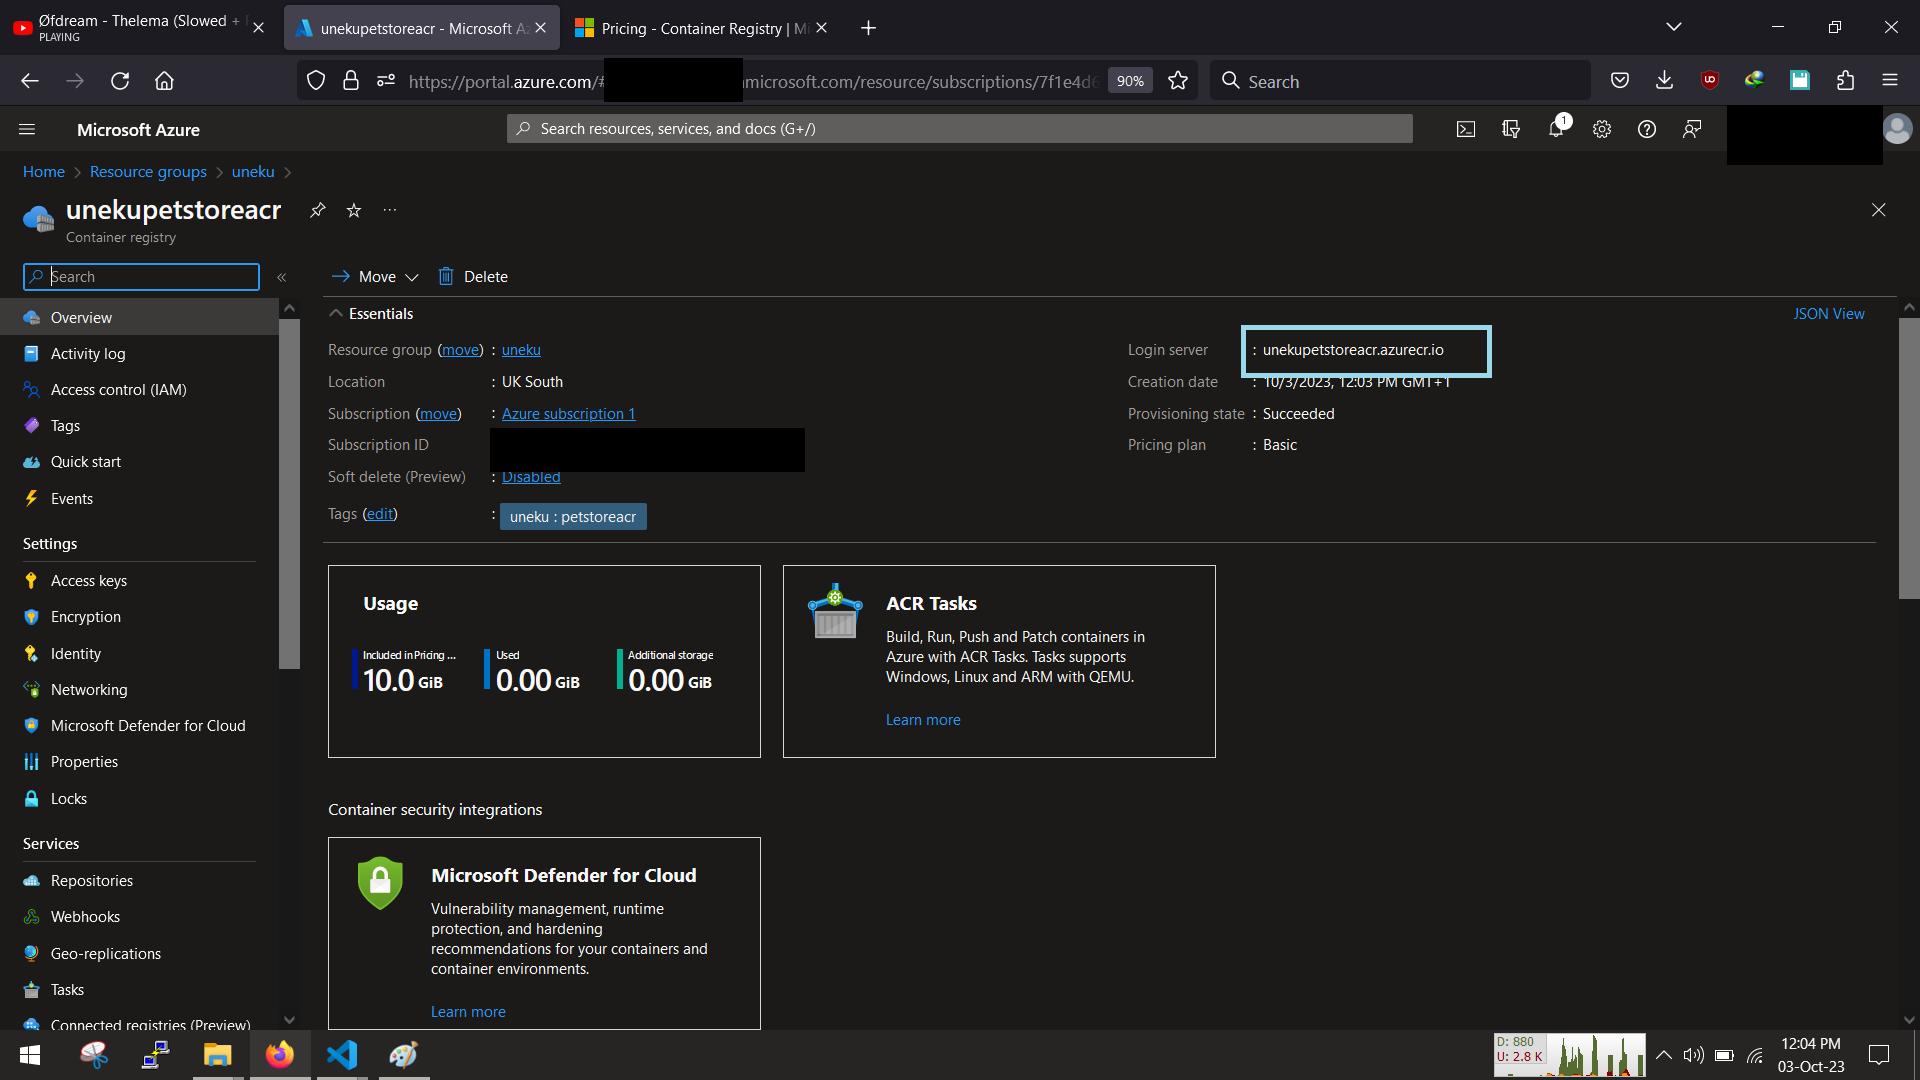 Øfdream - Thelema (Slowed +
PLAYING
unekupetstoreacr - Microsoft Az
Pricing - Container Registry | Mi
https://portal.azure.com/#
microsoft.com/resource/subscriptions/7f1e4d6
90%
Search
Microsoft Azure
Search resources, services, and docs (G+/)
1
Home
Resource groups
uneku
unekupetstoreacr
Container registry
Search
Move
Delete
Overview
Activity log
Access control (IAM)
Tags
Quick start
Events
Settings
Access keys
Encryption
Identity
Networking
Microsoft Defender for Cloud
Properties
Locks
Services
Repositories
Webhooks
Geo-replications
Tasks
Connected registries (Preview)
Essentials
JSON View
Resource group (move) : uneku
Location : UK South
Subscription (move) : Azure subscription 1
Subscription ID
Soft delete (Preview) : Disabled
Tags (edit) : uneku : petstoreacr
Login server : unekupetstoreacr.azurecr.io
Creation date : 10/3/2023, 12:03 PM GMT+1
Provisioning state : Succeeded
Pricing plan : Basic
Usage
Included in Pricing ...
10.0 GiB
Used
0.00 GiB
Additional storage
0.00 GiB
ACR Tasks
Build, Run, Push and Patch containers in
Azure with ACR Tasks. Tasks supports
Windows, Linux and ARM with QEMU.
Learn more
Container security integrations
Microsoft Defender for Cloud
Vulnerability management, runtime
protection, and hardening
recommendations for your containers and
container environments.
Learn more
D: 880
U: 2.8 K
12:04 PM
03-Oct-23